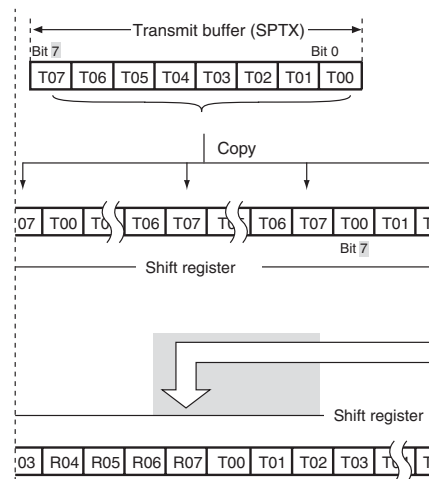 Transmit buffer (SPTX)
Bit 7 Bit 0
T07 T06 T05 T04 T03 T02 T01 T00
Copy
07 T00 T06 T07 T06 T07 T00 T01
Bit 7
Shift register
Shift register
03 R04 R05 R06 R07 T00 T01 T02 T03